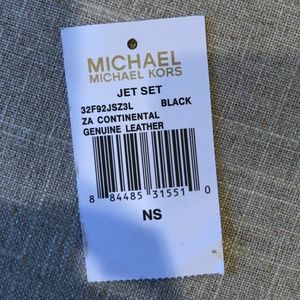 MICHAEL
MICHAEL KORS
JET SET
32F92JSZ3L BLACK
ZA CONTINENTAL
GENUINE LEATHER
8 84485 31551 0
NS